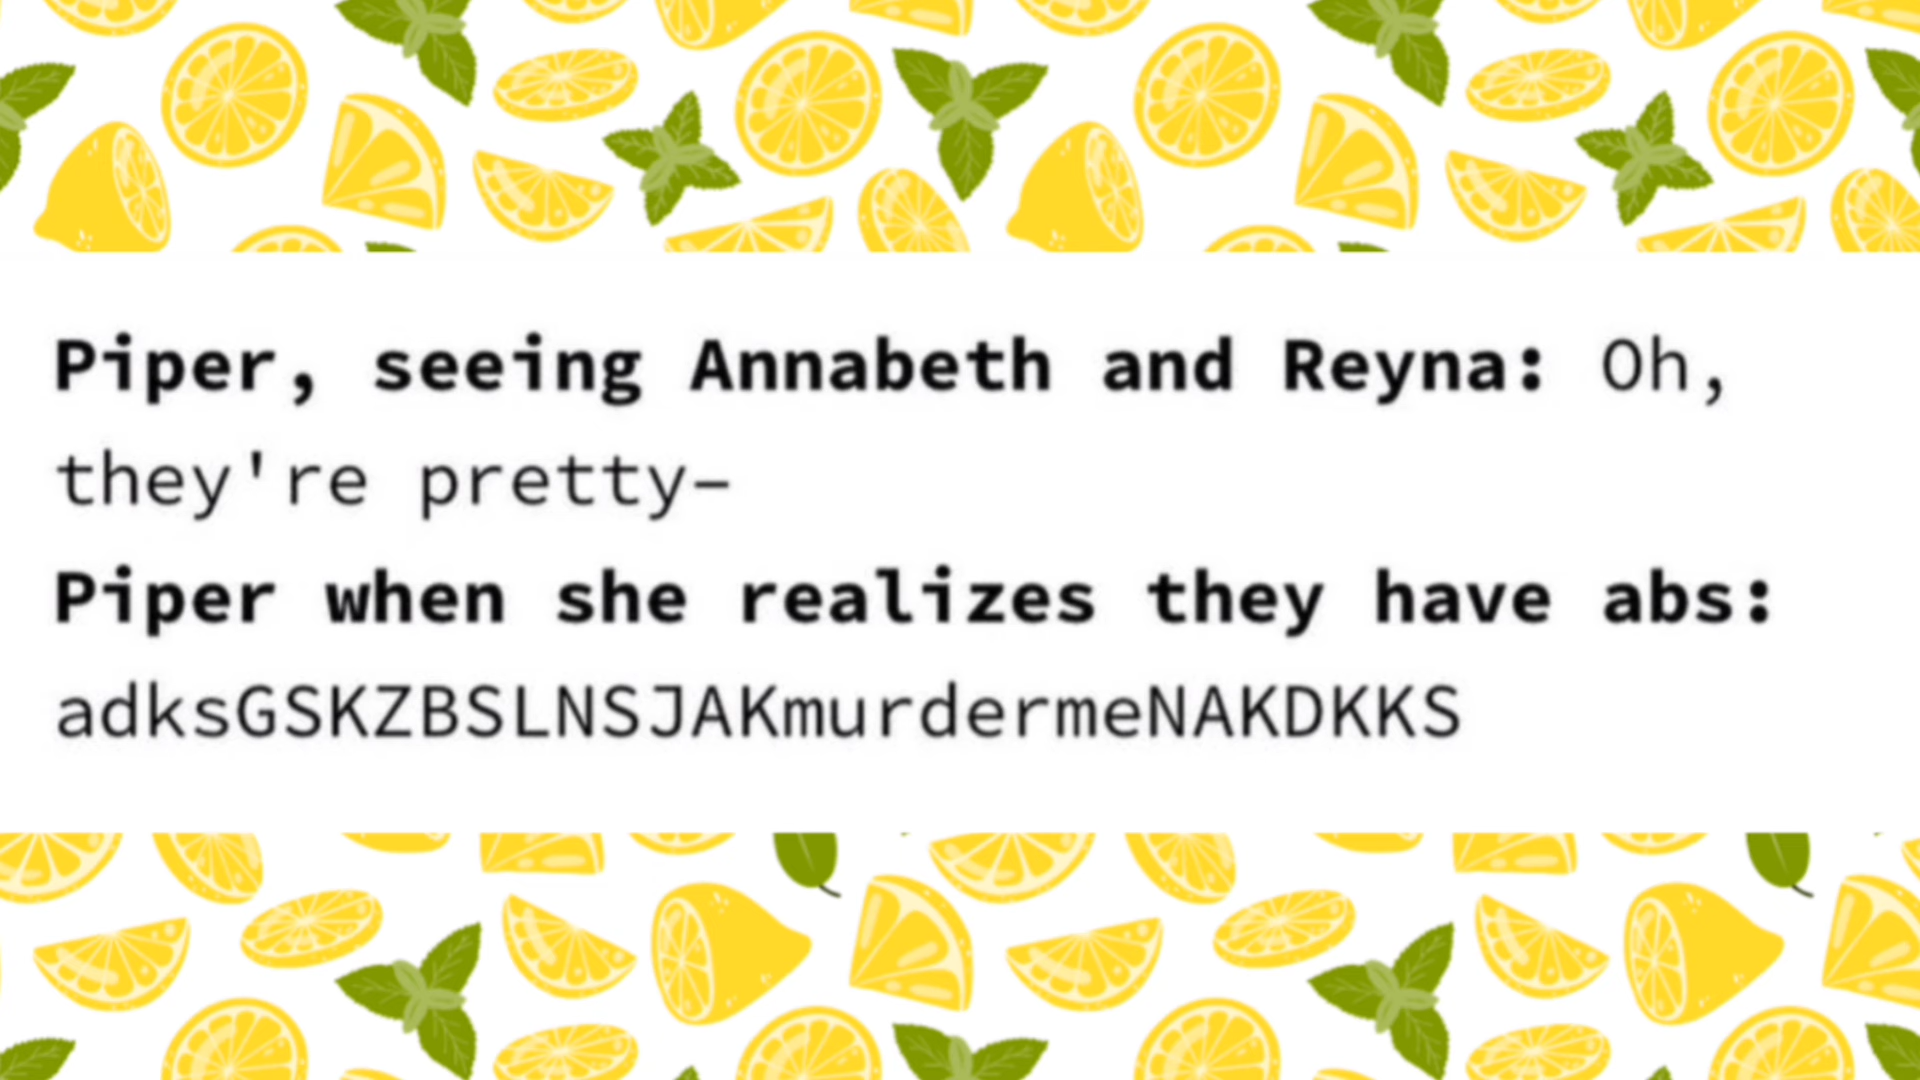 Piper, seeing Annabeth and Reyna: Oh,
they're pretty–
Piper when she realizes they have abs:
adksGSKZBSLNSJAKmurdermeNAKDKKS